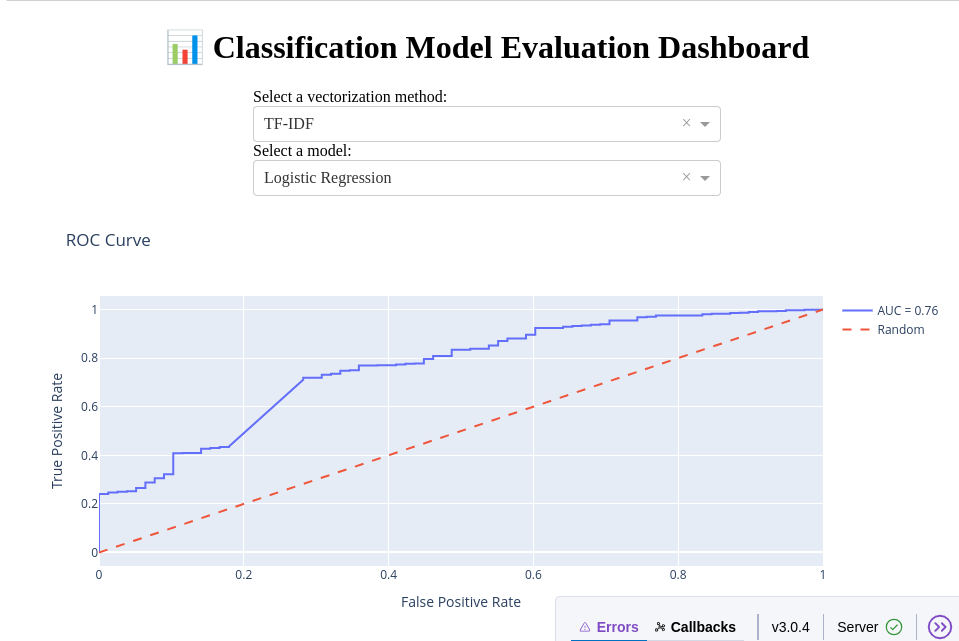 📊 Classification Model Evaluation Dashboard
Select a vectorization method:
TF-IDF
Select a model:
Logistic Regression
ROC Curve
1
0.8
0.6
0.4
0.2
0
True Positive Rate
0 0.2 0.4 0.6 0.8 1
False Positive Rate
AUC = 0.76
Random
Errors Callbacks v3.0.4 Server